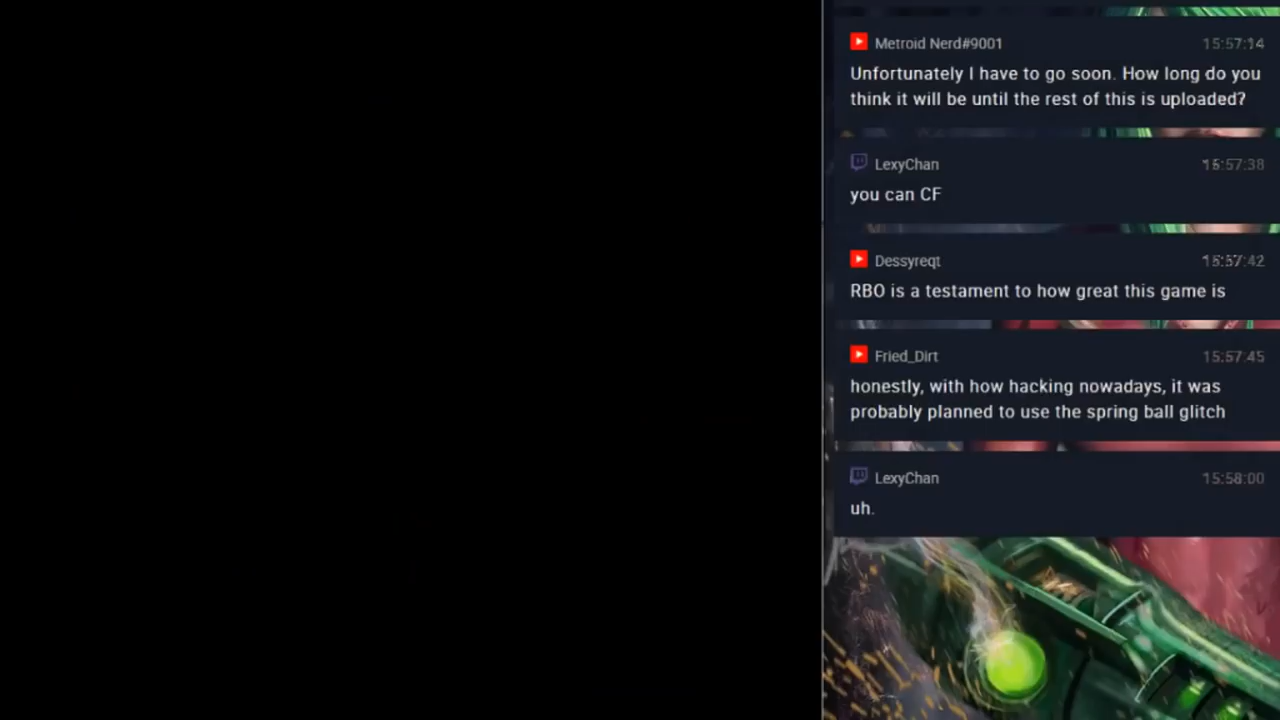 Metroid Nerd#9001 15:57:14
Unfortunately I have to go soon. How long do you
think it will be until the rest of this is uploaded?
LexyChan 15:57:38
you can CF
Dessyreqt 15:57:42
RBO is a testament to how great this game is
Fried_Dirt 15:57:45
honestly, with how hacking nowadays, it was
probably planned to use the spring ball glitch
LexyChan 15:58:00
uh.